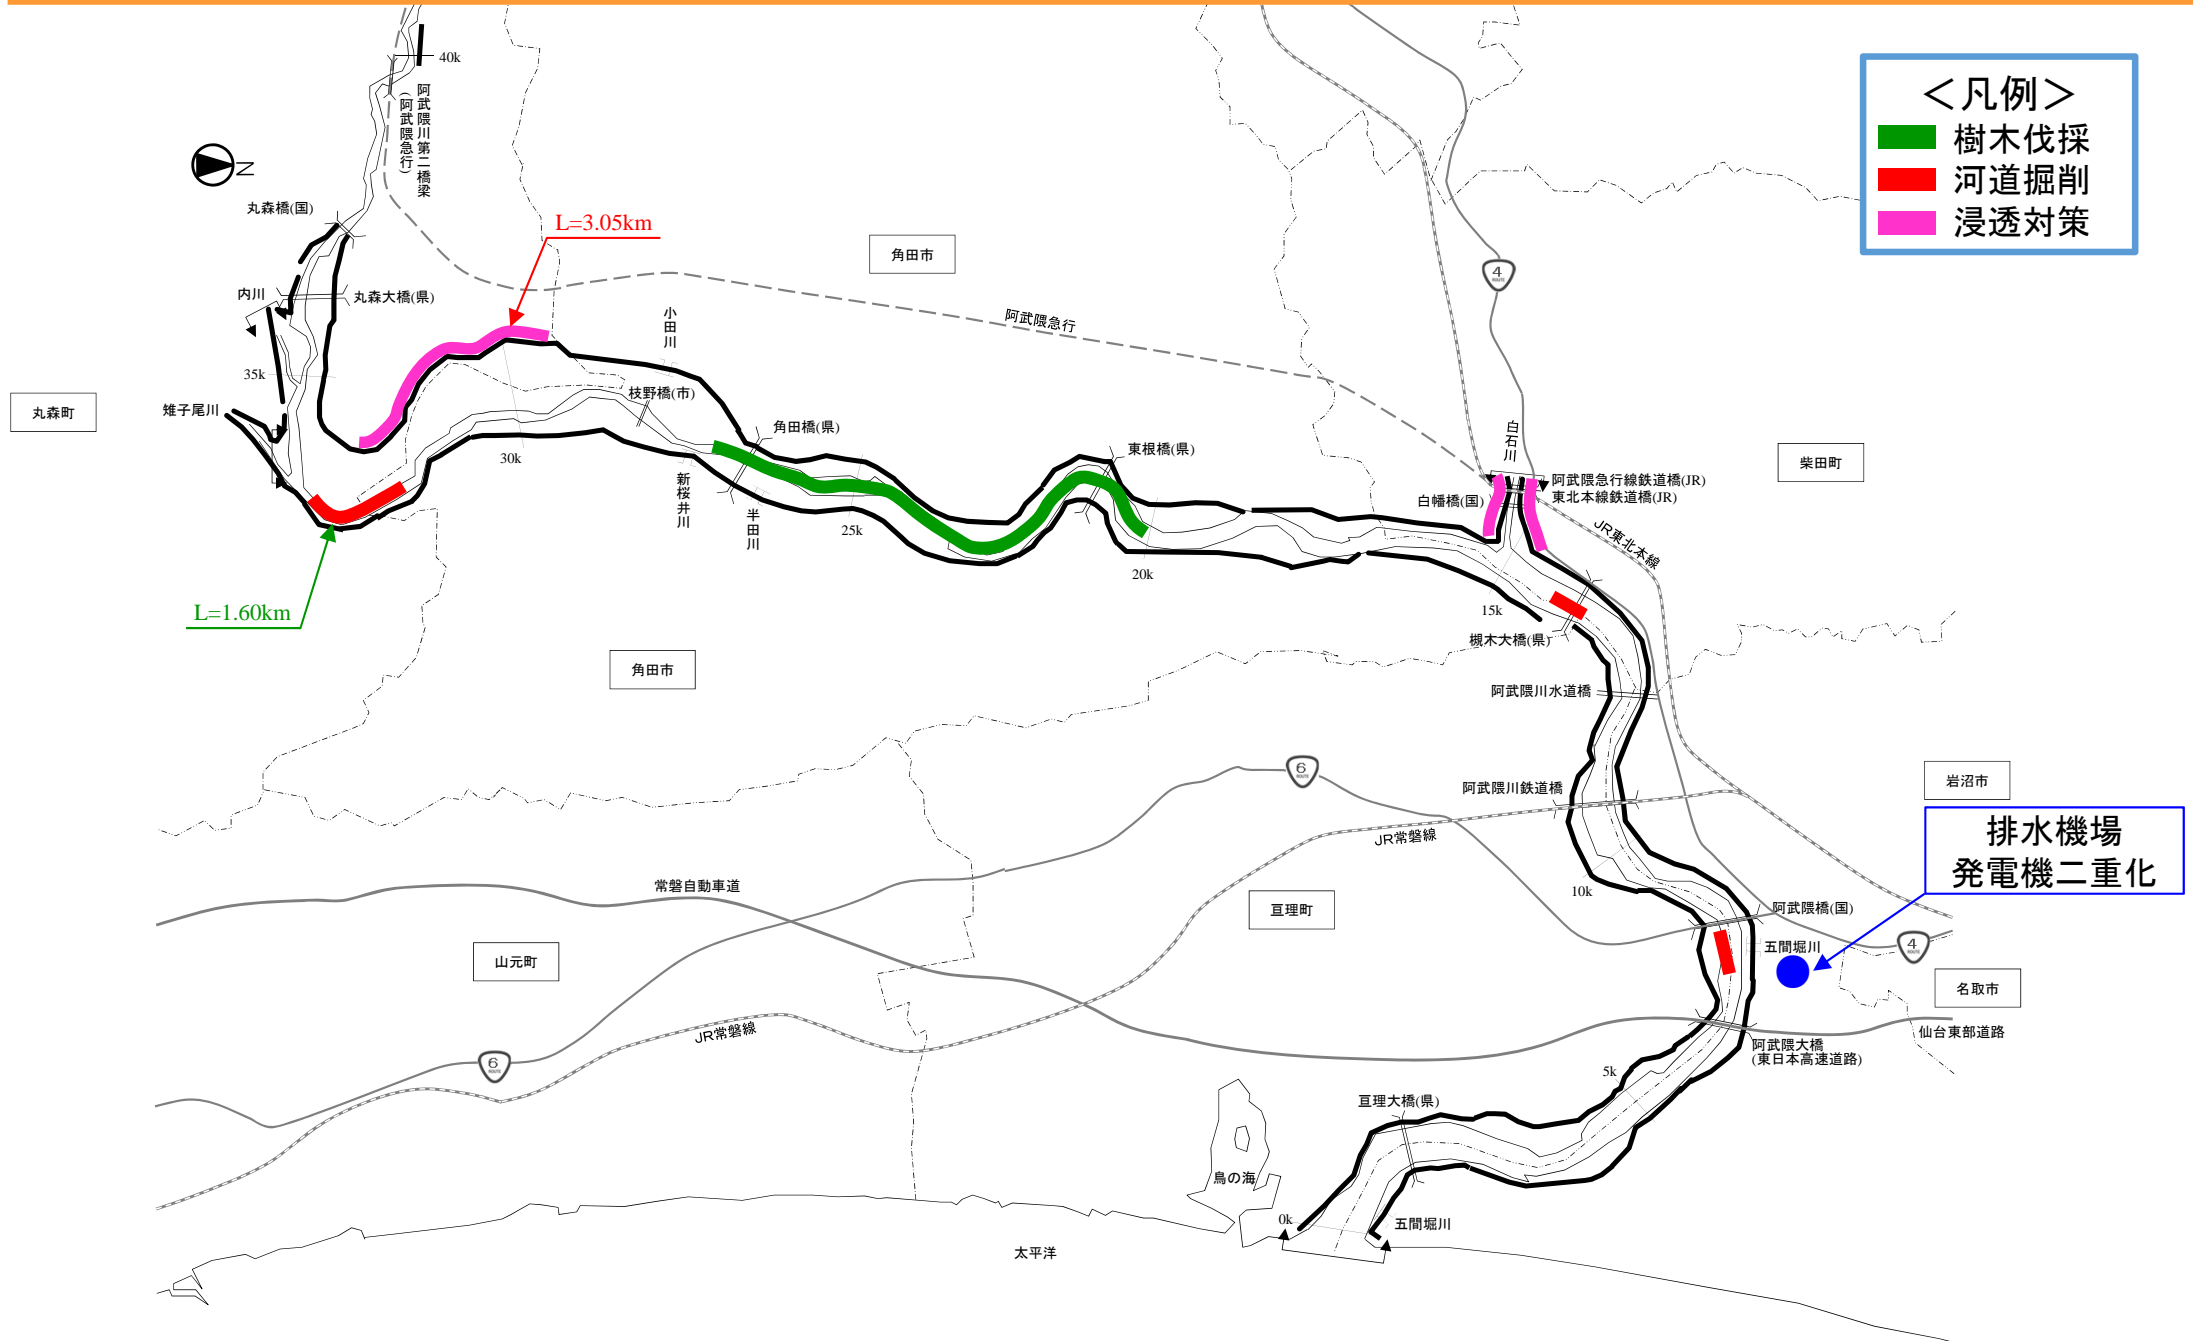 40k
阿武隈川第二橋梁
(阿武隈急行)
N
丸森橋(国)
L=3.05km
角田市
＜凡例＞
樹木伐採
河道掘削
浸透対策
4
ROUTE
内川
丸森大橋(県)
小田川
阿武隈急行
35k
丸森町
雉子尾川
枝野橋(市)
角田橋(県)
東根橋(県)
白石川
柴田町
阿武隈急行線鉄道橋(JR)
東北本線鉄道橋(JR)
白幡橋(国)
30k
新桜井川
半田川
25k
JR東北本線
20k
15k
L=1.60km
槻木大橋(県)
角田市
阿武隈川水道橋
6
ROUTE
阿武隈川鉄道橋
岩沼市
JR常磐線
排水機場
発電機二重化
常磐自動車道
10k
亘理町
阿武隈橋(国)
五間堀川
4
ROUTE
山元町
名取市
JR常磐線
仙台東部道路
阿武隈大橋
(東日本高速道路)
6
ROUTE
5k
亘理大橋(県)
鳥の海
0k
五間堀川
太平洋